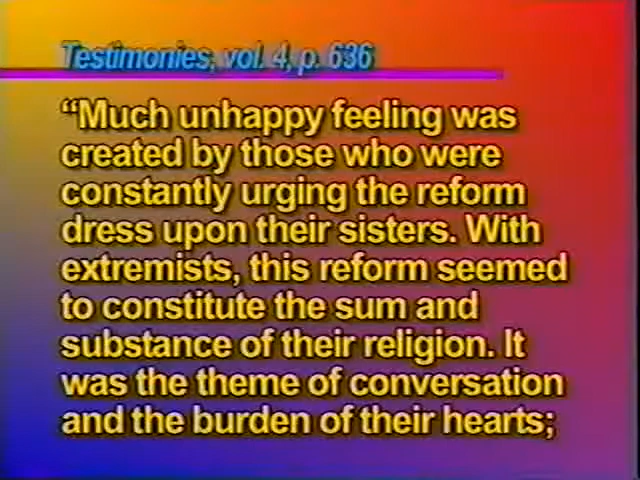 Testimonies, vol. 4, p. 636
“Much unhappy feeling was
created by those who were
constantly urging the reform
dress upon their sisters. With
extremists, this reform seemed
to constitute the sum and
substance of their religion. It
was the theme of conversation
and the burden of their hearts;